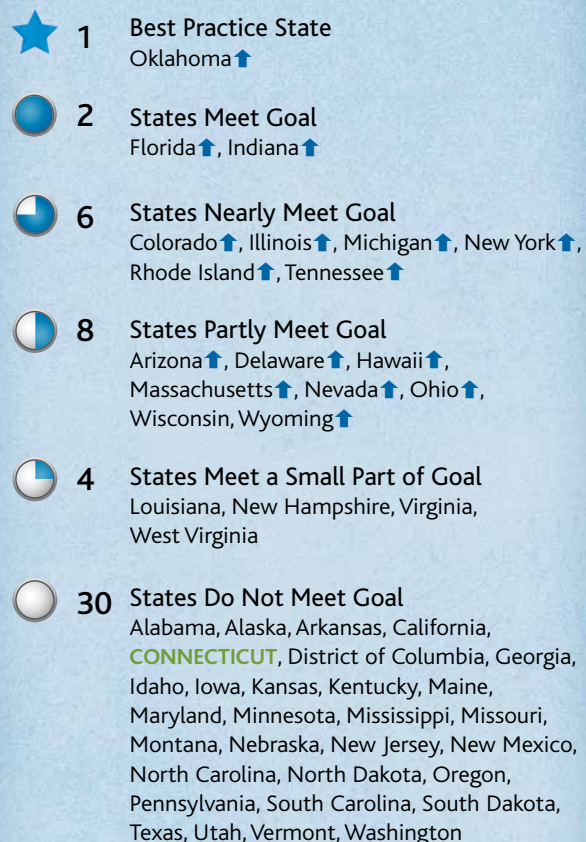 1 Best Practice State
Oklahoma⬆
2 States Meet Goal
Florida⬆, Indiana⬆
6 States Nearly Meet Goal
Colorado⬆, Illinois⬆, Michigan⬆, New York⬆,
Rhode Island⬆, Tennessee⬆
8 States Partly Meet Goal
Arizona⬆, Delaware⬆, Hawaii⬆,
Massachusetts⬆, Nevada⬆, Ohio⬆,
Wisconsin, Wyoming⬆
4 States Meet a Small Part of Goal
Louisiana, New Hampshire, Virginia,
West Virginia
30 States Do Not Meet Goal
Alabama, Alaska, Arkansas, California,
CONNECTICUT, District of Columbia, Georgia,
Idaho, Iowa, Kansas, Kentucky, Maine,
Maryland, Minnesota, Mississippi, Missouri,
Montana, Nebraska, New Jersey, New Mexico,
North Carolina, North Dakota, Oregon,
Pennsylvania, South Carolina, South Dakota,
Texas, Utah, Vermont, Washington